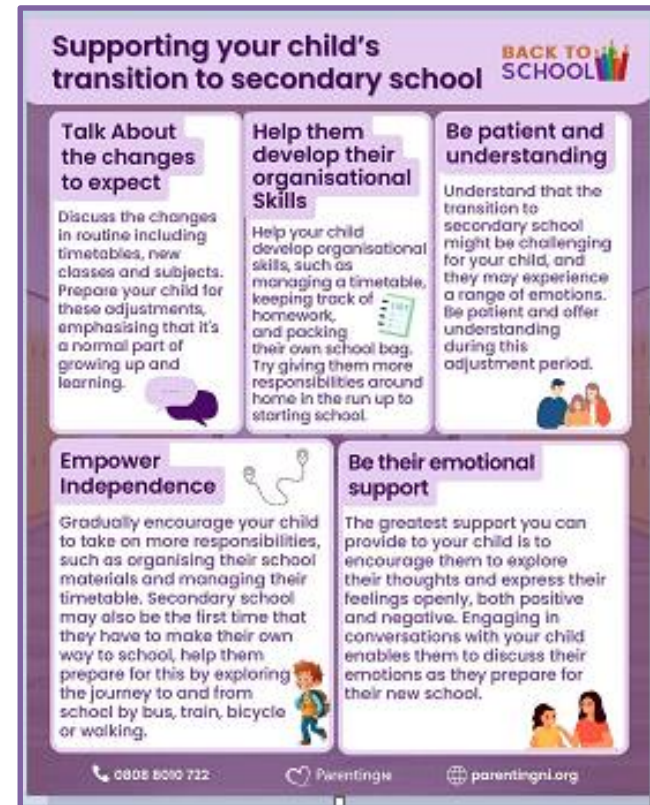 Supporting your child's
transition to secondary school
BACK TO
SCHOOL
Talk About
the changes
to expect
Discuss the changes
in routine including
timetables, new
classes and subjects.
Prepare your child for
these adjustments,
emphasising that it's
a normal part of
growing up and
learning.
Help them
develop their
organisational
Skills
Help your child
develop organisational
skills, such as
managing a timetable,
keeping track of
homework,
and packing
their own school bag.
Try giving them more
responsibilities around
home in the run up to
starting school.
Be patient and
understanding
Understand that the
transition to
secondary school
might be challenging
for your child, and
they may experience
a range of emotions.
Be patient and offer
understanding
during this
adjustment period.
Empower
Independence
Gradually encourage your child
to take on more responsibilities,
such as organising their school
materials and managing their
timetable. Secondary school
may also be the first time that
they have to make their own
way to school, help them
prepare for this by exploring
the journey to and from
school by bus, train, bicycle
or walking.
Be their emotional
support
The greatest support you can
provide to your child is to
encourage them to explore
their thoughts and express their
feelings openly, both positive
and negative. Engaging in
conversations with your child
enables them to discuss their
emotions as they prepare for
their new school.
0808 8010 722
parentingni.org